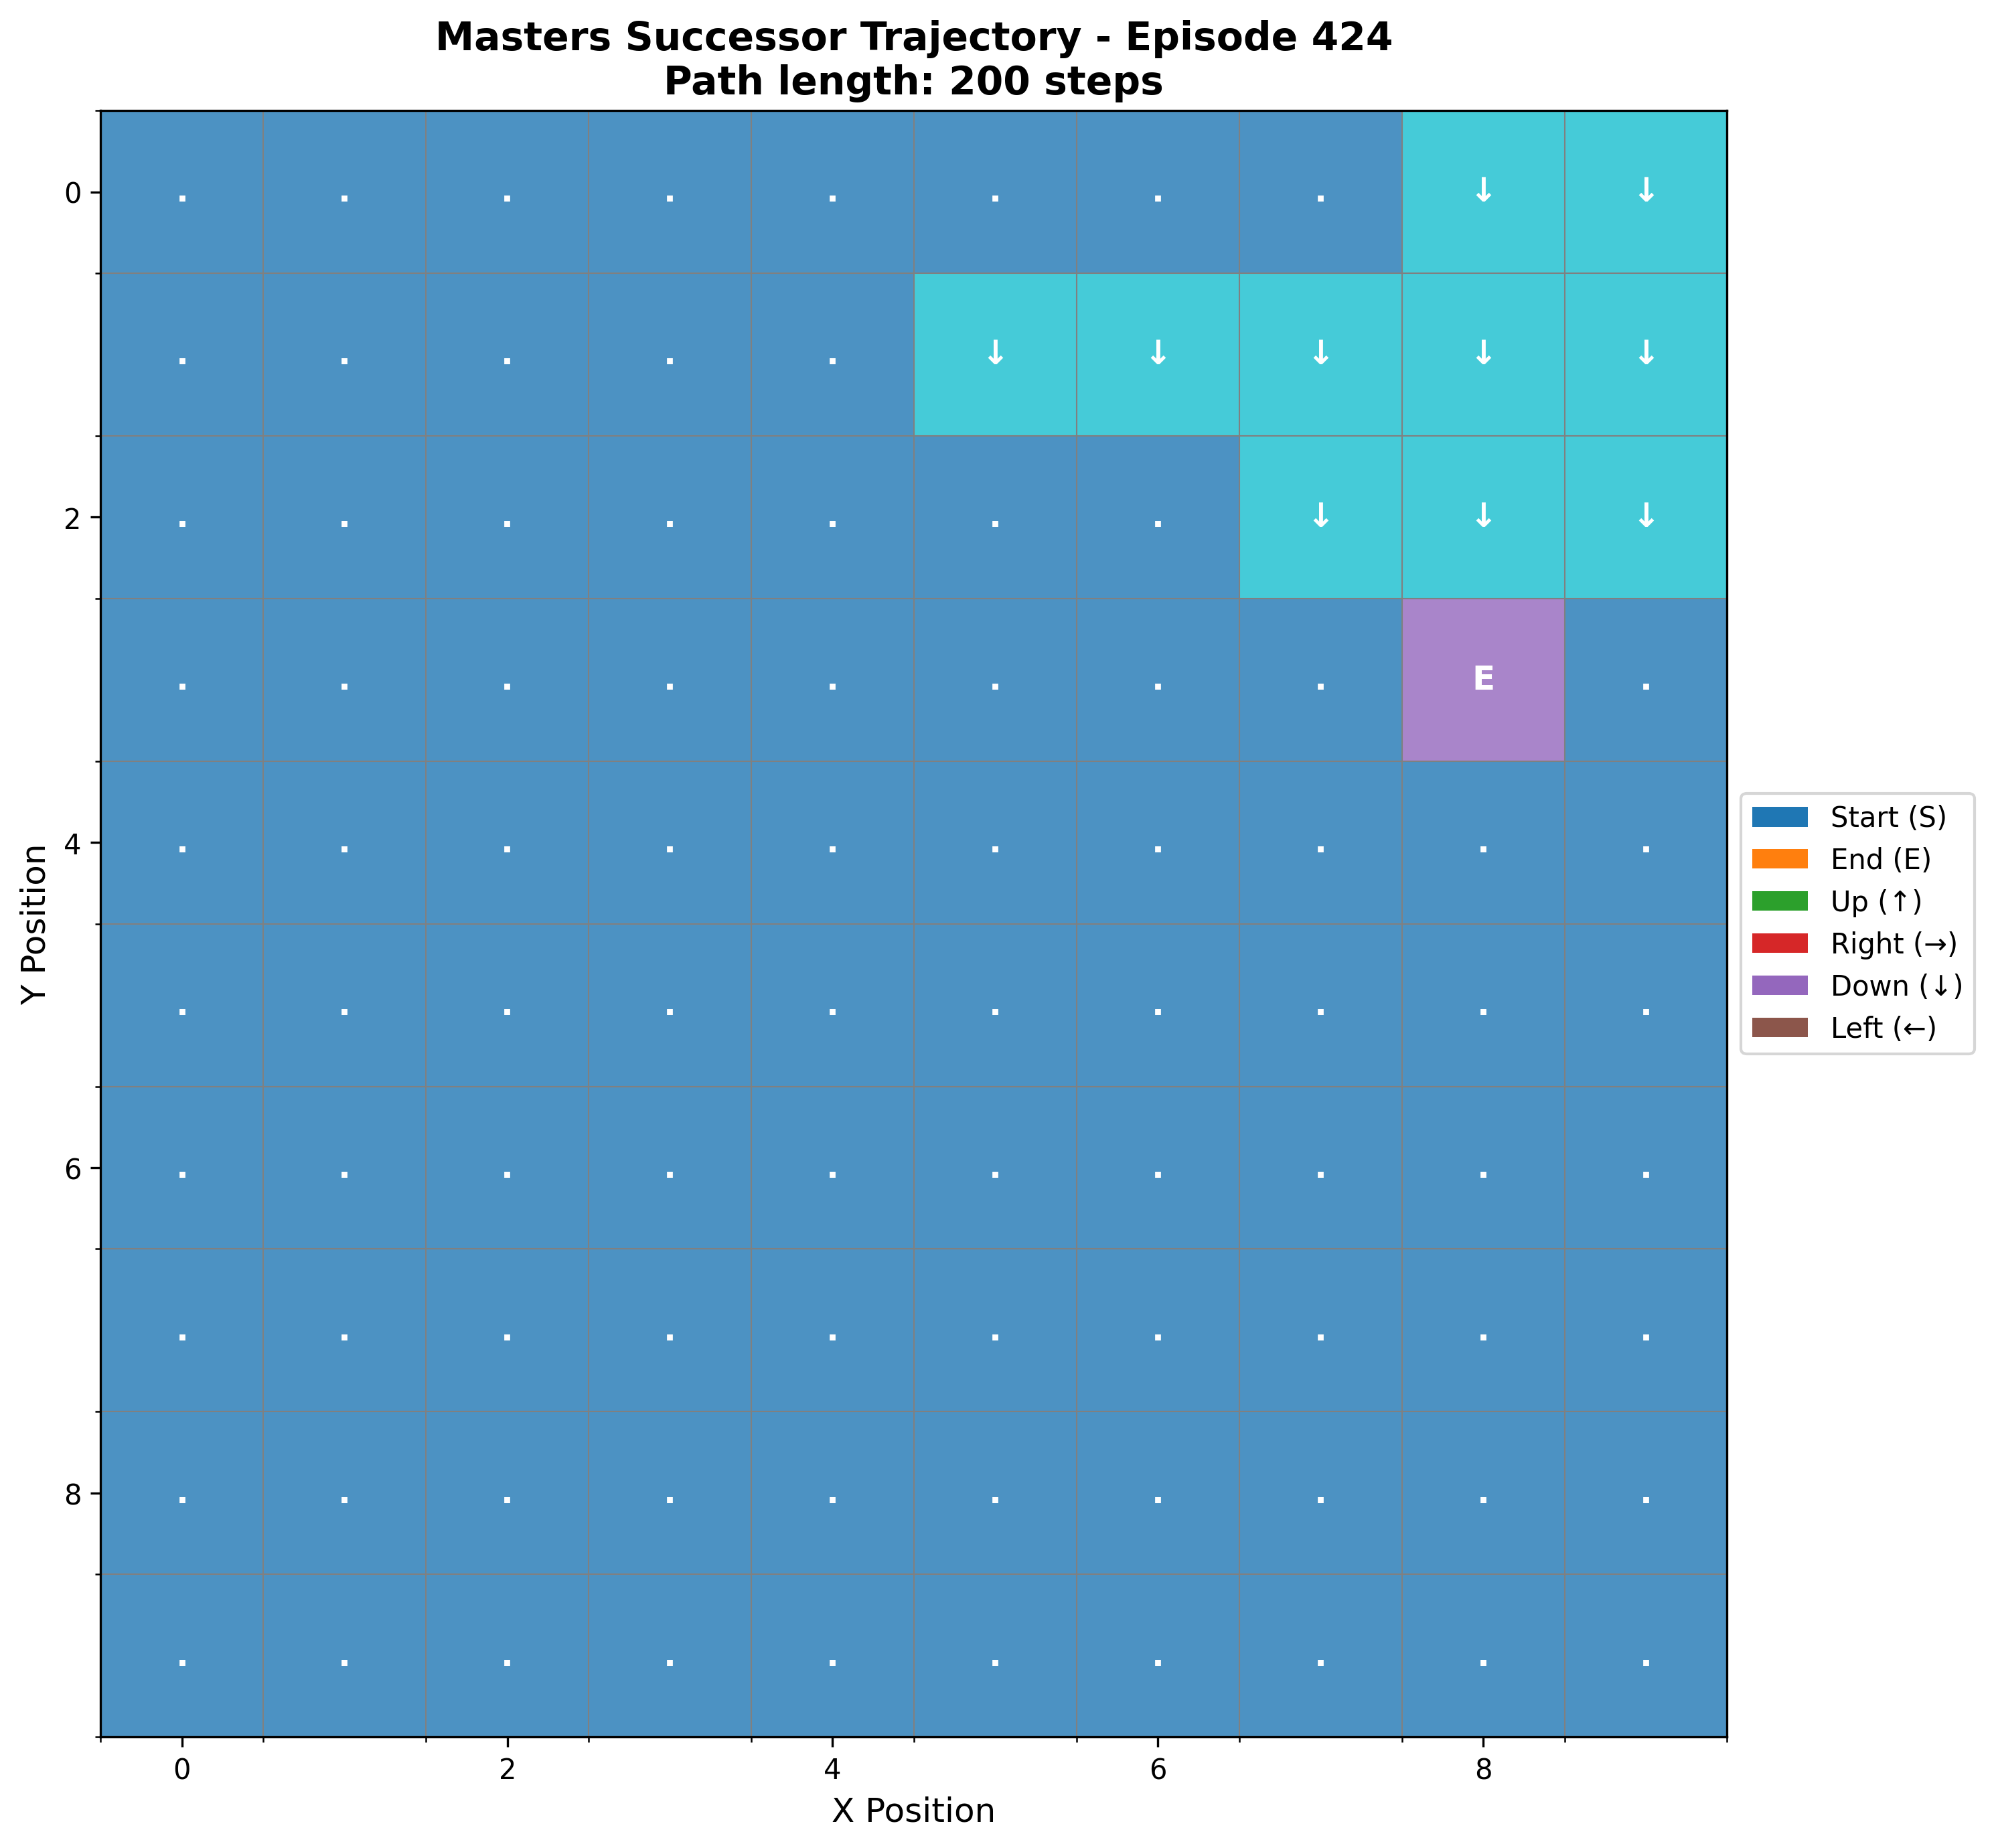 Masters Successor Trajectory - Episode 424
Path length: 200 steps
0 . . . . . . . . ↓ ↓
. . . . . ↓ ↓ ↓ ↓ ↓
2 . . . . . . . ↓ ↓ ↓
. . . . . . . . E .
4 . . . . . . . . . .
. . . . . . . . . .
6 . . . . . . . . . .
. . . . . . . . . .
8 . . . . . . . . . .
. . . . . . . . . .
0 2 4 6 8
X Position
Y Position
Start (S)
End (E)
Up (↑)
Right (→)
Down (↓)
Left (←)